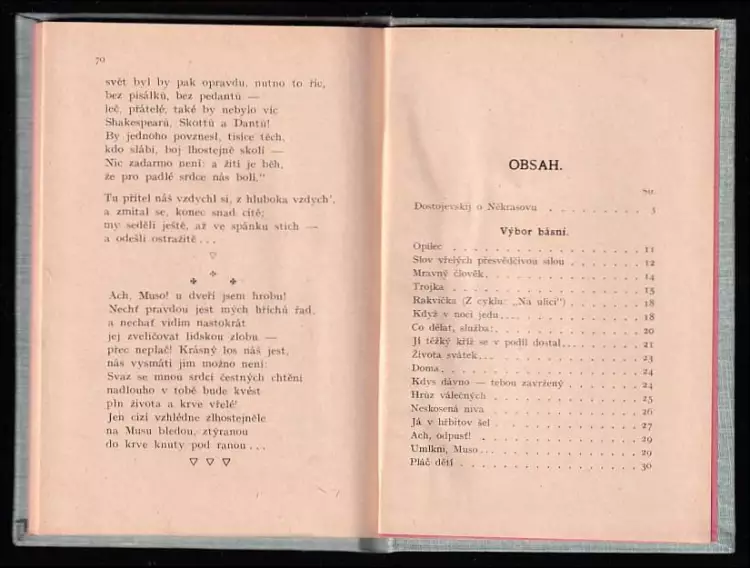 70
svět byl by pak opravdu, nutno to říc,
bez pisálků, bez pedantů —
leč, přátelé, také by nebylo víc
Shakespearů, Skottů a Dantů!
By jednoho povznesl, tisíce těch,
kdo slábi, boj lhostejně skolí —
Nic zadarmo není: a žití je běh,
že pro padlé srdce nás bolí."
Tu přítel náš vzdychl si, z hluboka vzdych',
a zmítal se, konec snad cítě;
my seděli ještě, až ve spánku stich —
a odešli ostražitě...
Ach, Muso! u dveří jsem hrobu!
Nechť pravdou jest mých hříchů řad,
a nechať vidím nastokrát
jej zveličovat lidskou zlobu —
přec neplač! Krásný los náš jest,
nás vysmáti jim možno není:
Svaz se mnou srdcí čestných chtění
nadlouho v tobě bude kvést
pln života a krve vřelé!
Jen cizí vzhlédne zlhostejněle
na Musu bledou, ztýranou
do krve knuty pod ranou...
OBSAH.
Str.
Dostojevskij o Někrasovu . . . . . . . . 3
Výbor básní.
Opilec . . . . . . . . 11
Slov vřelých přesvědčivou silou . . . . . . . . 12
Mravný člověk. . . . . . . . 14
Trojka . . . . . . . . 15
Rakvička (Z cyklu: „Na ulici") . . . . . . . . 18
Když v noci jedu.... . . . . . . . . 18
Co dělat, služba: . . . . . . . . 20
Jí těžký kříž se v podíl dostal... . . . . . . . . 21
Života svátek... . . . . . . . . 23
Doma . . . . . . . . 24
Kdys dávno — tebou zavržený . . . . . . . . 24
Hrůz válečných . . . . . . . . 25
Neskosená niva . . . . . . . . 26
Já v hřbitov šel . . . . . . . . 27
Ach, odpusť! . . . . . . . . 29
Umlkni, Muso... . . . . . . . . 29
Pláč dětí . . . . . . . . 30